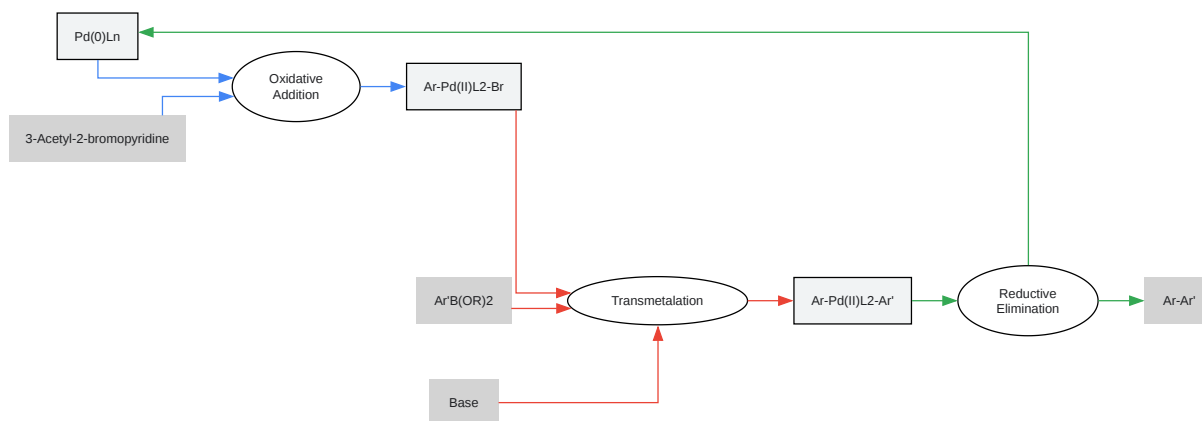 Pd(0)Ln
Oxidative
Addition
Ar-Pd(II)L2-Br
3-Acetyl-2-bromopyridine
Ar'B(OR)2
Transmetalation
Ar-Pd(II)L2-Ar'
Reductive
Elimination
Ar-Ar'
Base